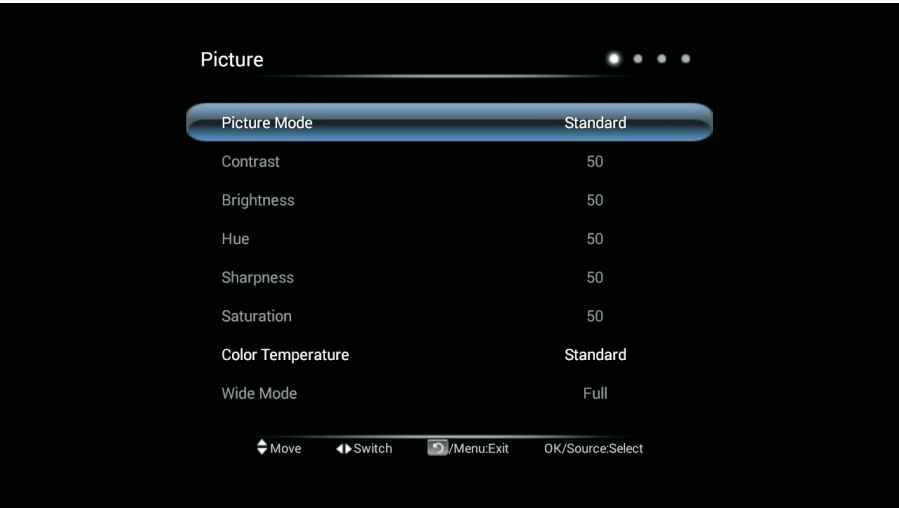 Picture
Picture Mode Standard
Contrast 50
Brightness 50
Hue 50
Sharpness 50
Saturation 50
Color Temperature Standard
Wide Mode Full
Move Switch /Menu:Exit OK/Source:Select